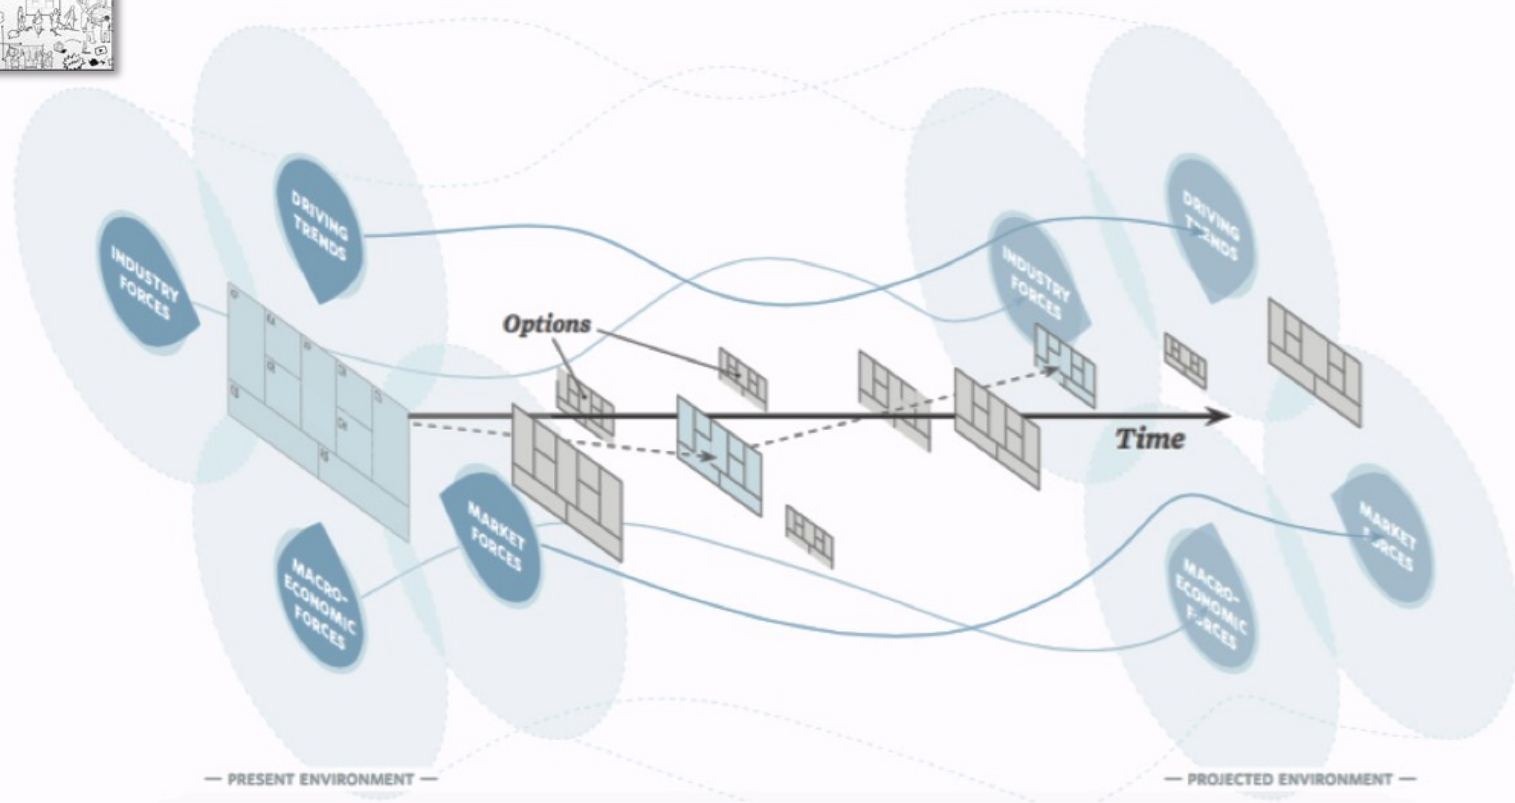 DRIVING
TRENDS
INDUSTRY
FORCES
MARKET
FORCES
MACRO-
ECONOMIC
FORCES
Options
Time
DRIVING
TRENDS
INDUSTRY
FORCES
MARKET
FORCES
MACRO-
ECONOMIC
FORCES
— PRESENT ENVIRONMENT —
— PROJECTED ENVIRONMENT —